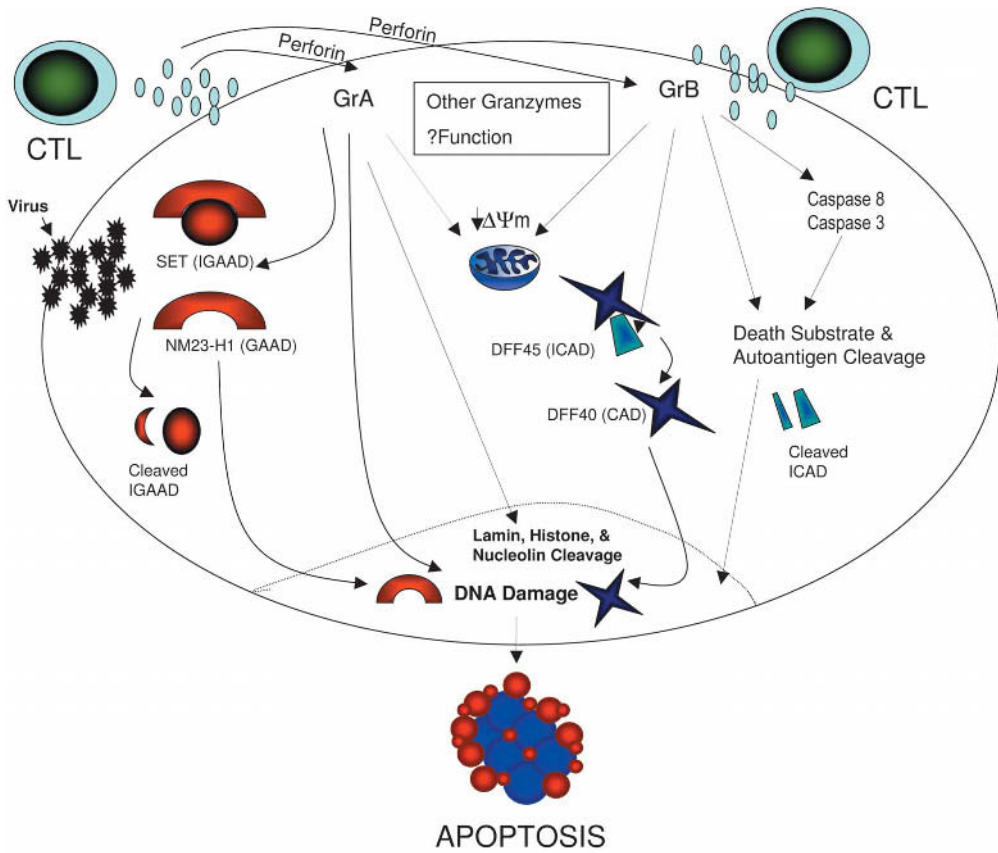 Perforin
Perforin
CTL
GrA
Other Granzymes
?Function
GrB
CTL
Virus
SET (IGAAD)
NM23-H1 (GAAD)
Cleaved
IGAAD
ΔΨm
DFF45 (ICAD)
DFF40 (CAD)
Caspase 8
Caspase 3
Death Substrate &
Autoantigen Cleavage
Cleaved
ICAD
Lamin, Histone, &
Nucleolin Cleavage
DNA Damage
APOPTOSIS